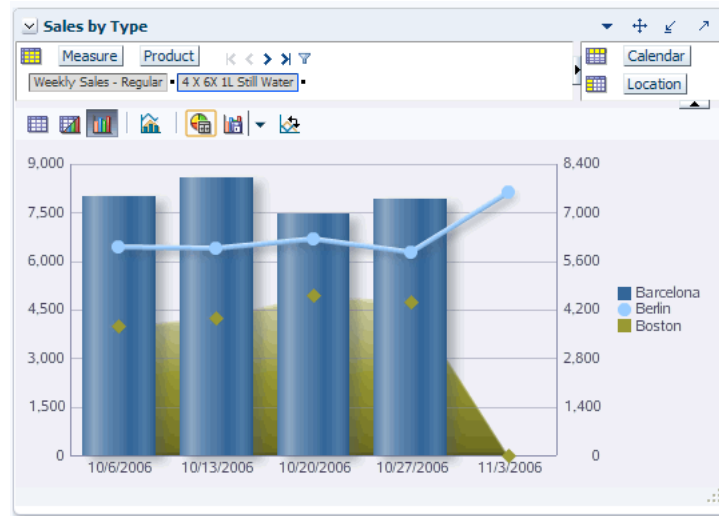 Sales by Type
Measure Product
Weekly Sales - Regular 4 X 6X 1L Still Water
Calendar
Location
9,000
7,500
6,000
4,500
3,000
1,500
0
8,400
7,000
5,600
4,200
2,800
1,400
0
10/6/2006 10/13/2006 10/20/2006 10/27/2006 11/3/2006
Barcelona
Berlin
Boston